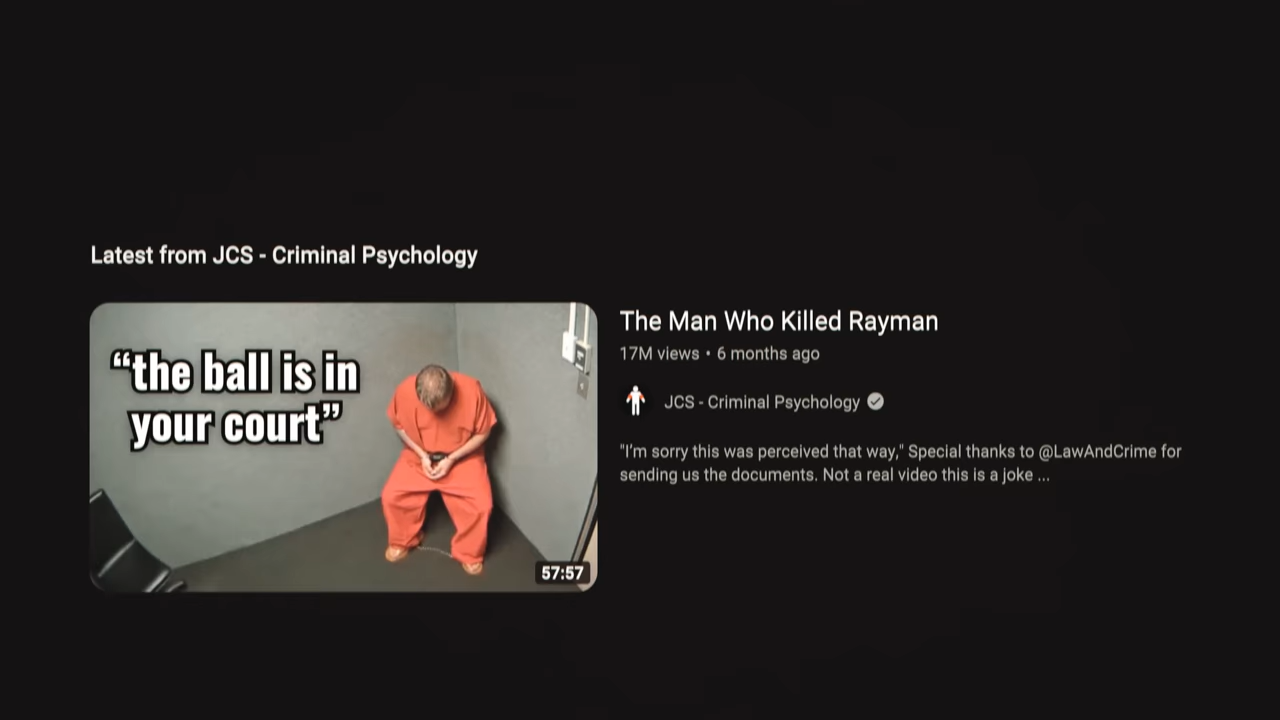 Latest from JCS - Criminal Psychology
“the ball is in
your court”
57:57
The Man Who Killed Rayman
17M views • 6 months ago
JCS - Criminal Psychology
"I'm sorry this was perceived that way," Special thanks to @LawAndCrime for
sending us the documents. Not a real video this is a joke ...